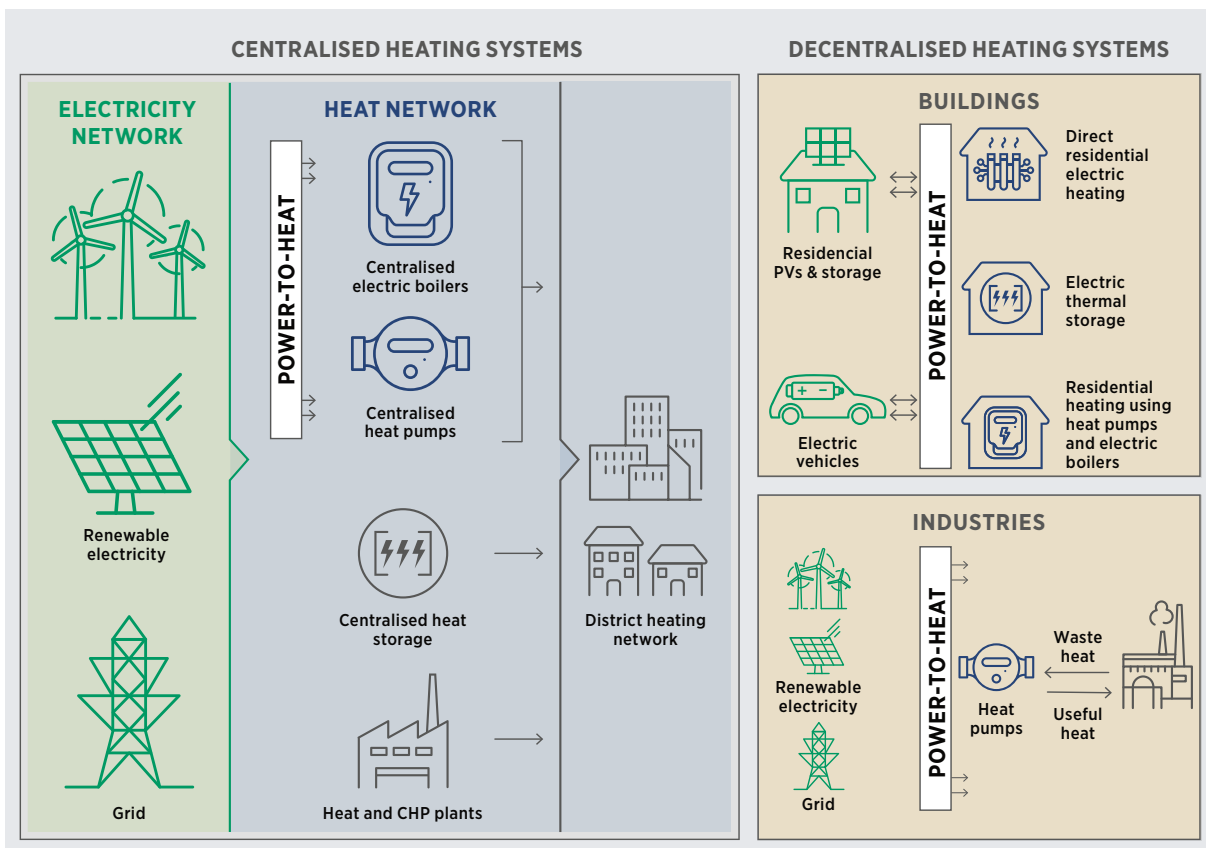 CENTRALISED HEATING SYSTEMS
ELECTRICITY
NETWORK
Renewable
electricity
Grid
HEAT NETWORK
POWER-TO-HEAT
Centralised
electric boilers
Centralised
heat pumps
Centralised heat
storage
Heat and CHP plants
District heating
network
DECENTRALISED HEATING SYSTEMS
BUILDINGS
Residencial
PVs & storage
Electric
vehicles
POWER-TO-HEAT
Direct
residential
electric
heating
Electric
thermal
storage
Residential
heating using
heat pumps
and electric
boilers
INDUSTRIES
Renewable
electricity
Grid
POWER-TO-HEAT
Heat
pumps
Waste
heat
Useful
heat